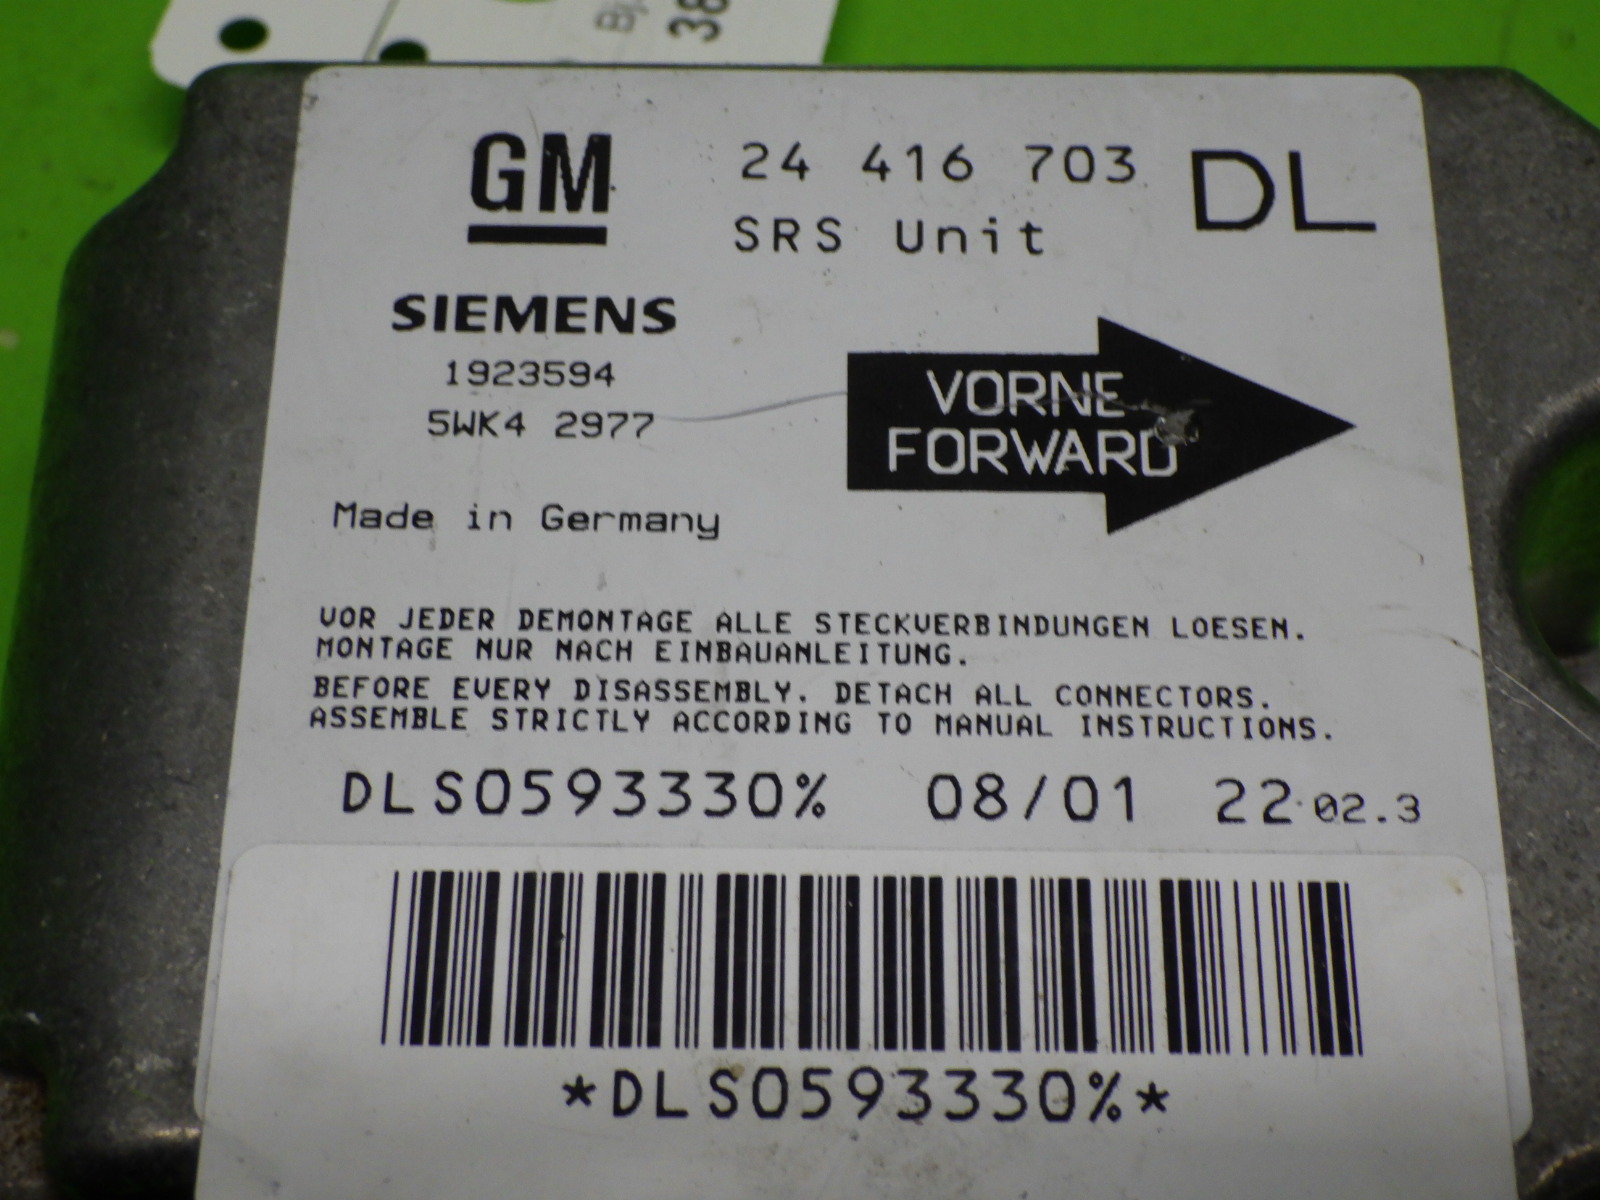 38
GM
24 416 703 DL
SRS Unit
SIEMENS
1923594
5WK4 2977
VORNE
FORWARD
Made in Germany
VOR JEDER DEMONTAGE ALLE STECKVERBINDUNGEN LOESEN.
MONTAGE NUR NACH EINBAUANLEITUNG.
BEFORE EVERY DISASSEMBLY. DETACH ALL CONNECTORS.
ASSEMBLE STRICTLY ACCORDING TO MANUAL INSTRUCTIONS.
DLS0593330% 08/01 22 02.3
*DLS0593330%*